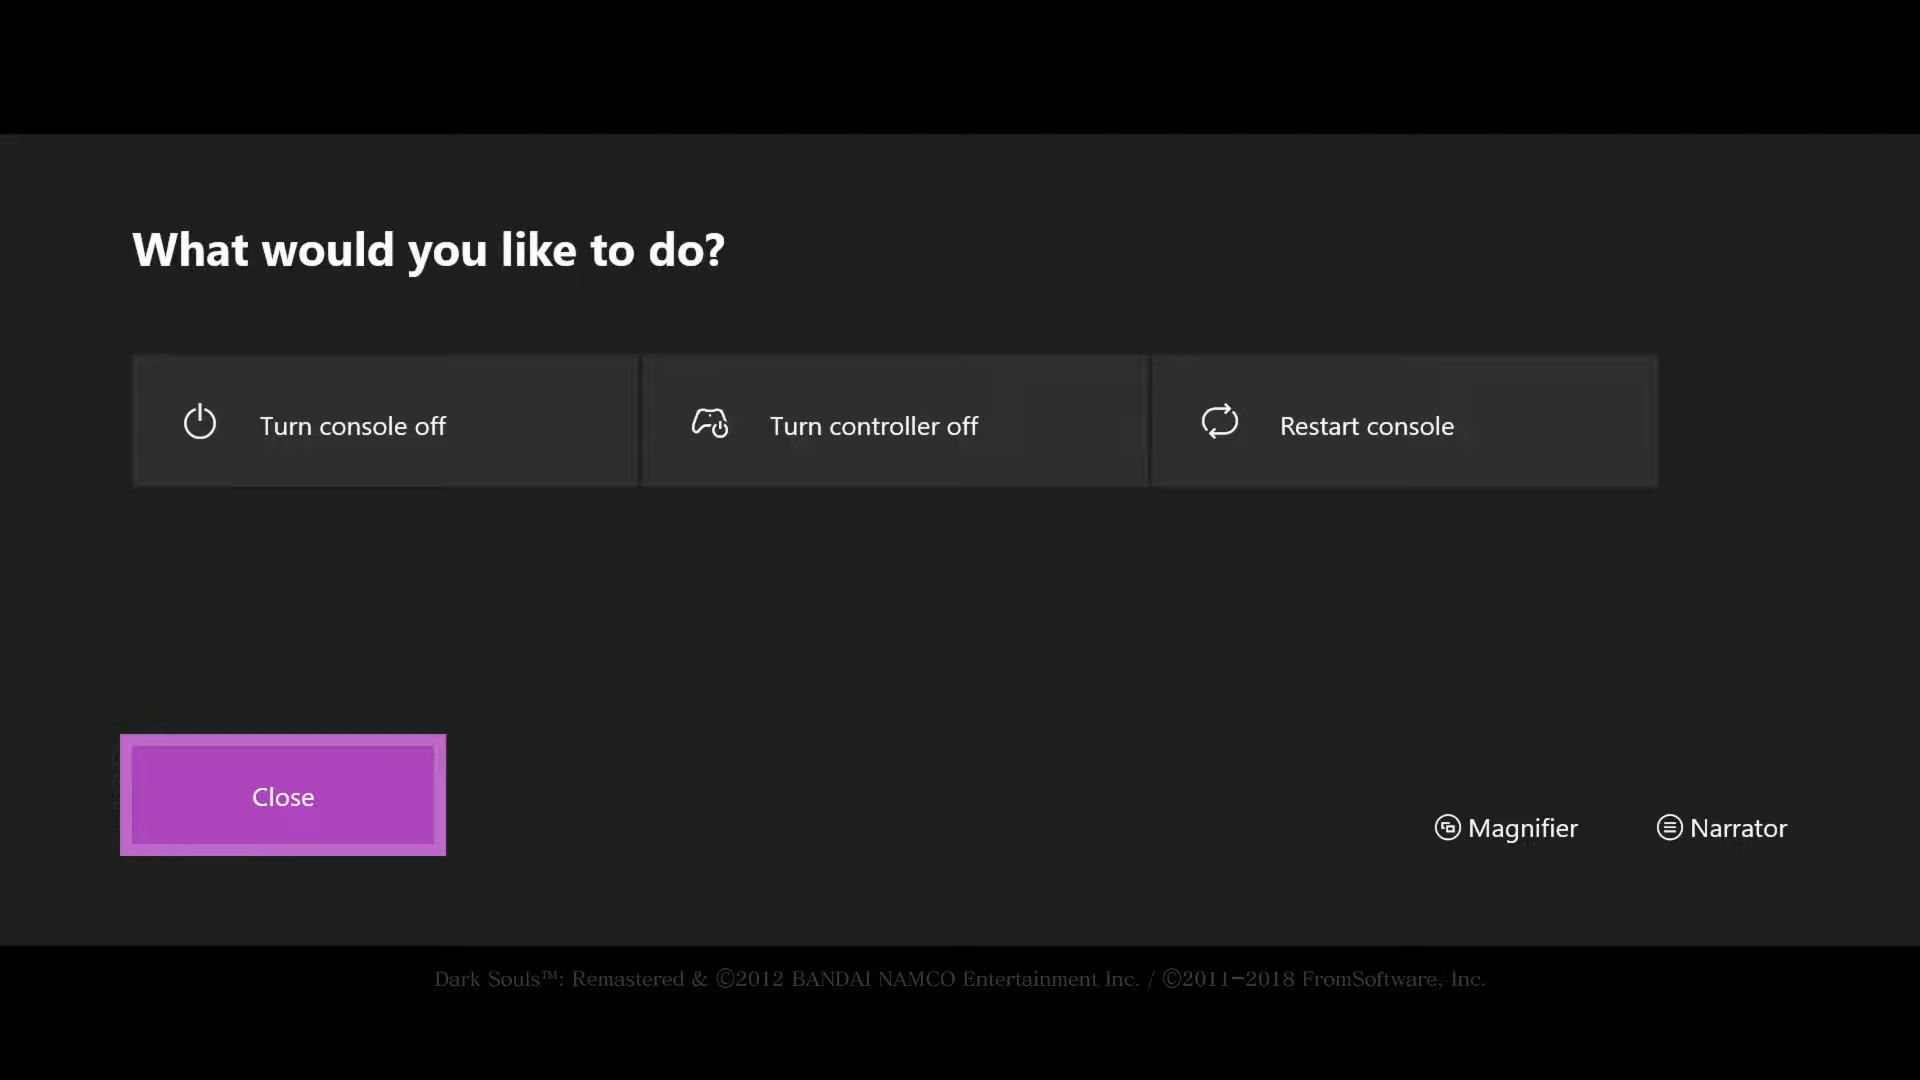 What would you like to do?
Turn console off
Turn controller off
Restart console
Close
Magnifier
Narrator
Dark Souls™: Remastered & ©2012 BANDAI NAMCO Entertainment Inc. / ©2011-2018 FromSoftware, Inc.